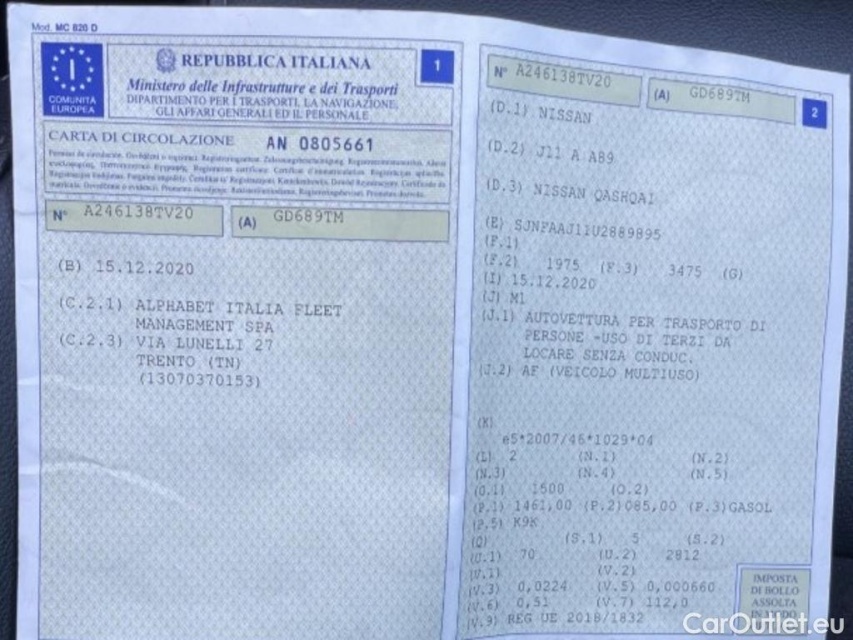 Mod. MC 820 D
I
COMUNITÀ
EUROPEA
REPUBBLICA ITALIANA
Ministero delle Infrastrutture e dei Trasporti
DIPARTIMENTO PER I TRASPORTI, LA NAVIGAZIONE,
GLI AFFARI GENERALI ED IL PERSONALE
1
CARTA DI CIRCOLAZIONE AN 0805661
N° A246138TV20 (A) GD689TM
(B) 15.12.2020
(C.2.1) ALPHABET ITALIA FLEET
MANAGEMENT SPA
(C.2.3) VIA LUNELLI 27
TRENTO (TN)
(13070370153)
N° A246138TV20 (A) GD689TM
2
(D.1) NISSAN
(D.2) J11 A A89
(D.3) NISSAN QASHQAI
(E) SJNFAAJ11U2889895
(F.1)
(F.2) 1975 (F.3) 3475 (G)
(I) 15.12.2020
(J) M1
(J.1) AUTOVETTURA PER TRASPORTO DI
PERSONE -USO DI TERZI DA
LOCARE SENZA CONDUC.
(J.2) AF (VEICOLO MULTIUSO)
(K)
e5*2007/46*1029*04
(L) 2 (N.1) (N.2)
(N.3) (N.4) (N.5)
(O.1) 1500 (O.2)
(P.1) 1461,00 (P.2)085,00 (P.3)GASOL
(P.5) K9K
(Q) (S.1) 5 (S.2)
(U.1) 70 (U.2) 2812
(V.1) (V.2)
(V.3) 0,0224 (V.5) 0,000660
(V.6) 0,51 (V.7) 112,0
(V.9) REG UE 2018/1832
IMPOSTA
DI BOLLO
ASSOLTA
CarOutlet.eu